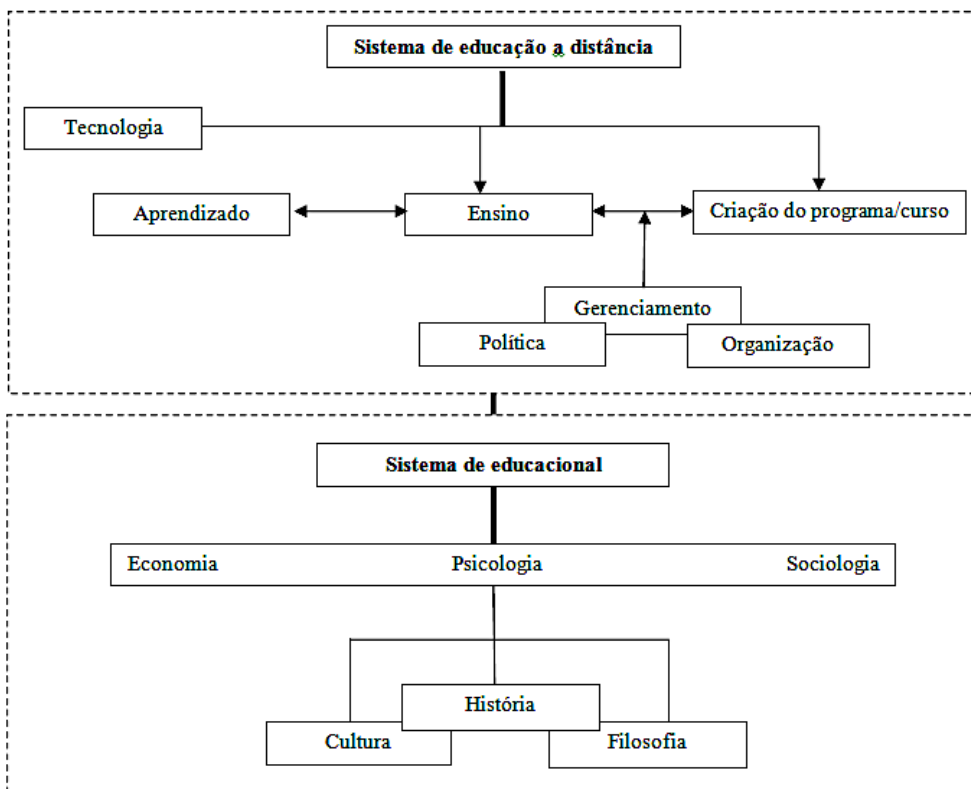 Sistema de educação a distância
Tecnologia
Aprendizado
Ensino
Criação do programa/curso
Gerenciamento
Política
Organização
Sistema de educacional
Economia Psicologia Sociologia
História
Cultura
Filosofia